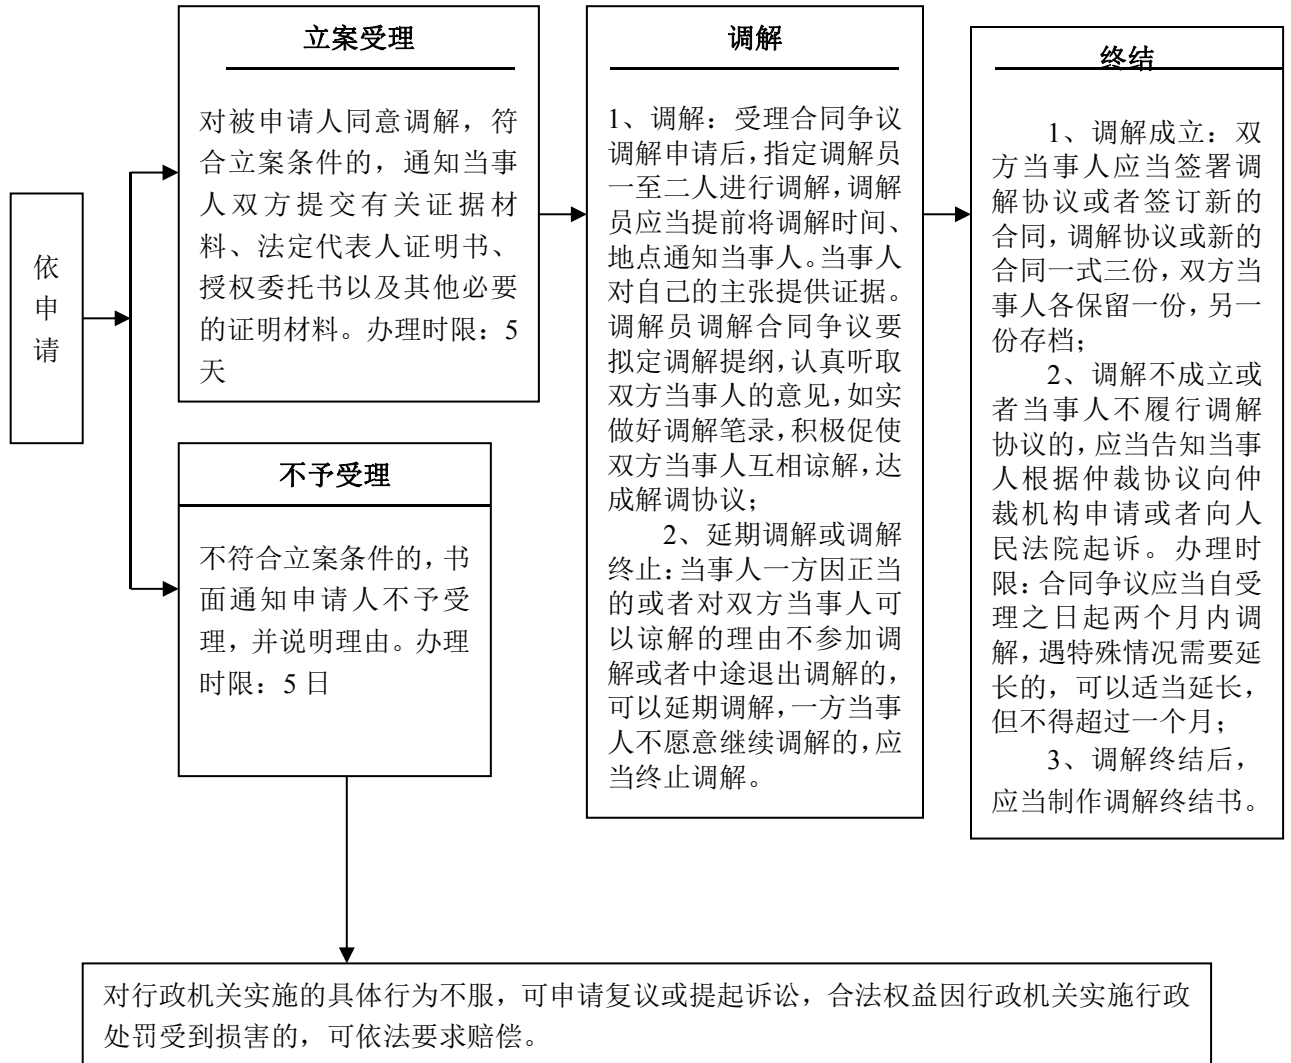 依
申
请
立案受理
对被申请人同意调解，符
合立案条件的，通知当事
人双方提交有关证据材
料、法定代表人证明书、
授权委托书以及其他必要
的证明材料。办理时限：5
天
不予受理
不符合立案条件的，书
面通知申请人不予受
理，并说明理由。办理
时限：5 日
调解
1、调解：受理合同争议
调解申请后，指定调解员
一至二人进行调解，调解
员应当提前将调解时间、
地点通知当事人。当事人
对自己的主张提供证据。
调解员调解合同争议要
拟定调解提纲，认真听取
双方当事人的意见，如实
做好调解笔录，积极促使
双方当事人互相谅解，达
成解调协议；
2、延期调解或调解
终止：当事人一方因正当
的或者对双方当事人可
以谅解的理由不参加调
解或者中途退出调解的，
可以延期调解，一方当事
人不愿意继续调解的，应
当终止调解。
终结
1、调解成立：双
方当事人应当签署调
解协议或者签订新的
合同，调解协议或新的
合同一式三份，双方当
事人各保留一份，另一
份存档；
2、调解不成立或
者当事人不履行调解
协议的，应当告知当事
人根据仲裁协议向仲
裁机构申请或者向人
民法院起诉。办理时
限：合同争议应当自受
理之日起两个月内调
解，遇特殊情况需要延
长的，可以适当延长，
但不得超过一个月；
3、调解终结后，
应当制作调解终结书。
对行政机关实施的具体行为不服，可申请复议或提起诉讼，合法权益因行政机关实施行政
处罚受到损害的，可依法要求赔偿。